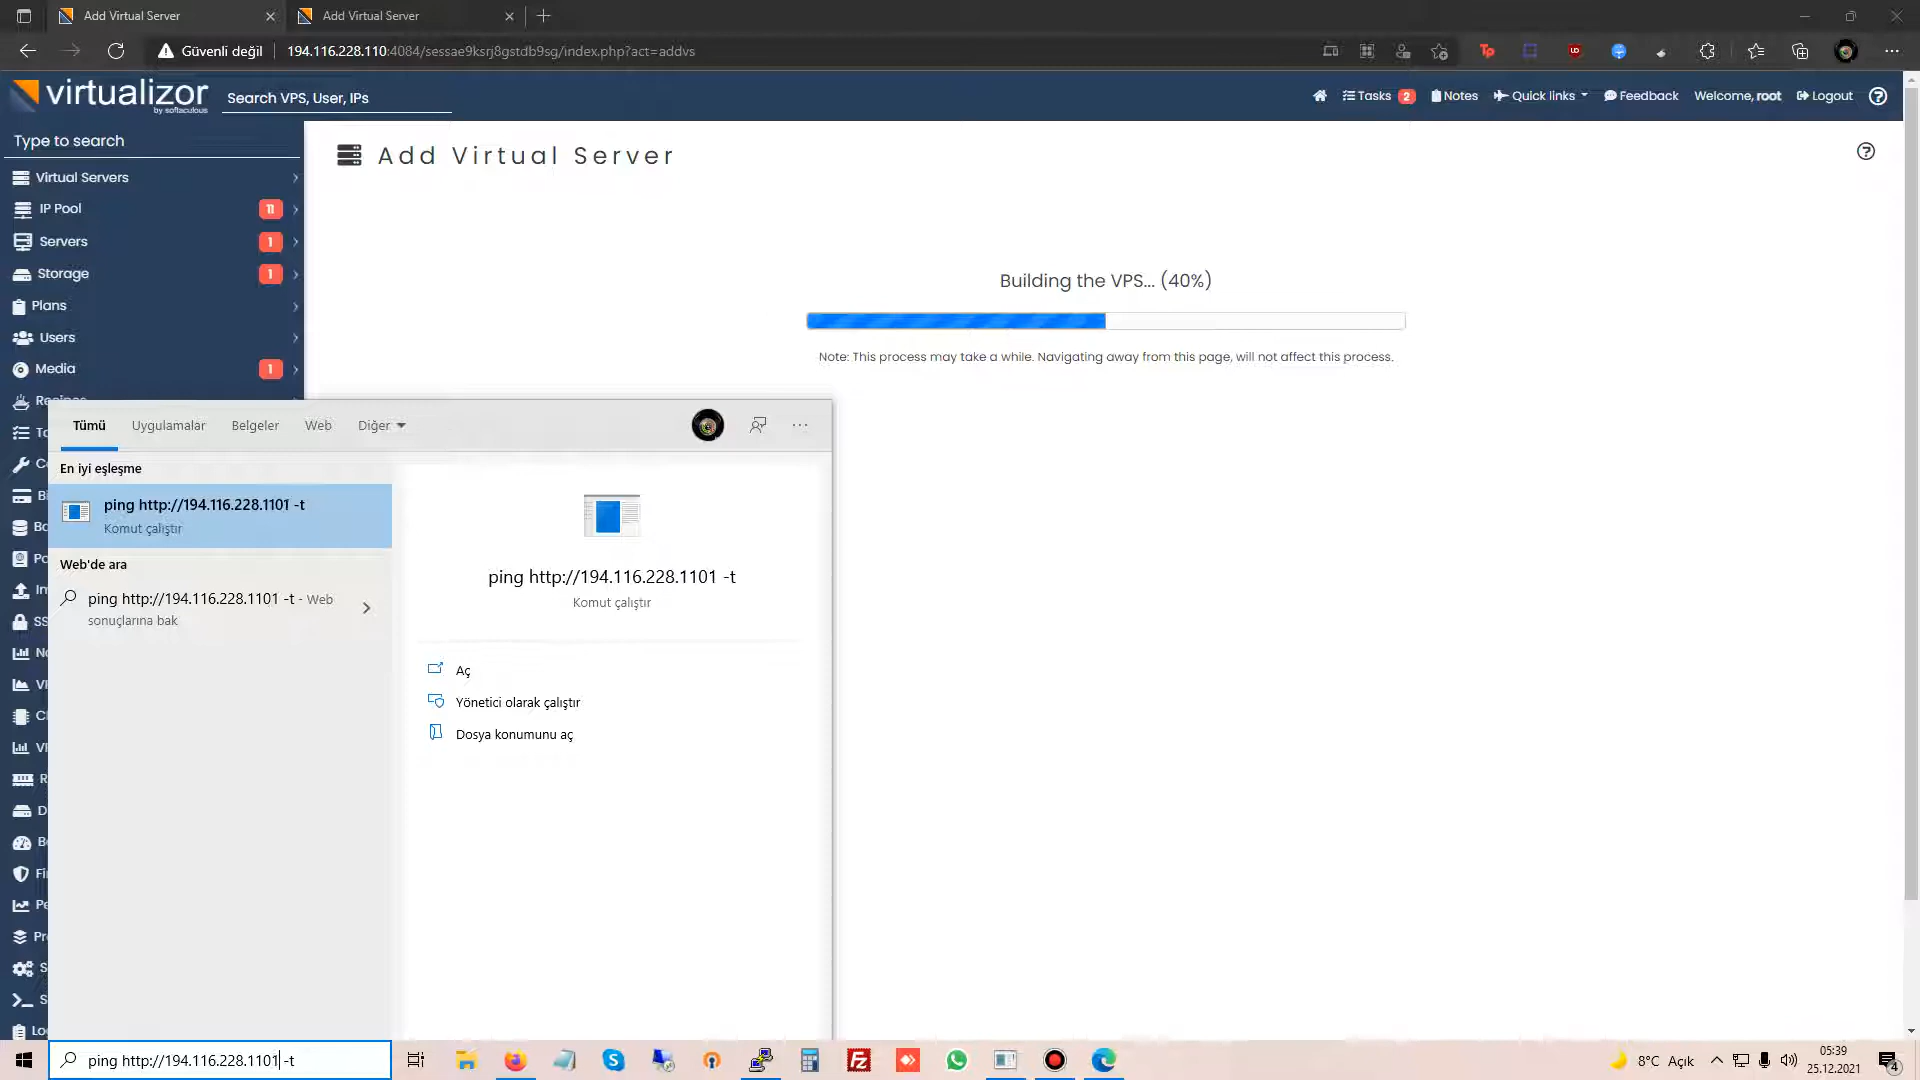 Add Virtual Server
Add Virtual Server
Güvenli değil
194.116.228.110:4084/sessae9ksrj8gstdb9sg/index.php?act=addvs
virtualizor
by softaculous
Search VPS, User, IPs
Tasks 2
Notes
Quick links
Feedback
Welcome, root
Logout
Type to search
Virtual Servers
IP Pool 11
Servers 1
Storage 1
Plans
Users
Media 1
Recipes
Add Virtual Server
Building the VPS... (40%)
Note: This process may take a while. Navigating away from this page, will not affect this process.
Tümü
Uygulamalar
Belgeler
Web
Diğer
En iyi eşleşme
ping http://194.116.228.1101 -t
Komut çalıştır
Web'de ara
ping http://194.116.228.1101 -t - Web
sonuçlarına bak
ping http://194.116.228.1101 -t
Komut çalıştır
Aç
Yönetici olarak çalıştır
Dosya konumunu aç
ping http://194.116.228.1101 -t
8°C Açık
05:39
25.12.2021
4